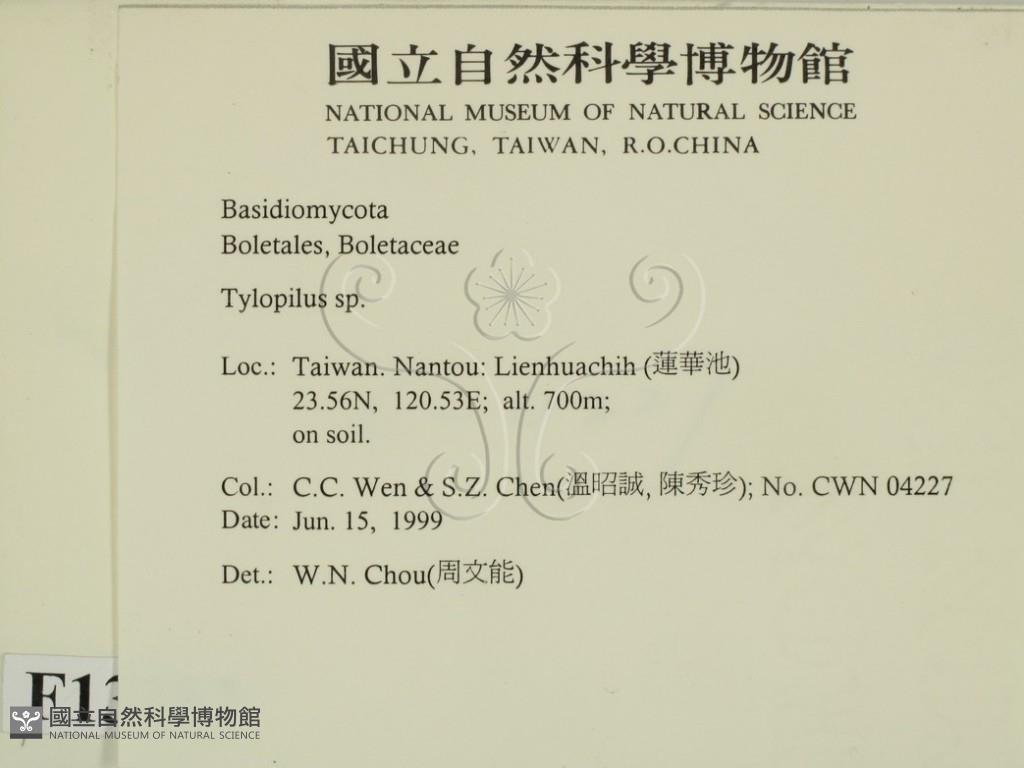 國立自然科學博物館
NATIONAL MUSEUM OF NATURAL SCIENCE
TAICHUNG, TAIWAN, R.O.CHINA
Basidiomycota
Boletales, Boletaceae
Tylopilus sp.
Loc.: Taiwan. Nantou: Lienhuachih (蓮華池)
23.56N, 120.53E; alt. 700m;
on soil.
Col.: C.C. Wen & S.Z. Chen(溫昭誠, 陳秀珍); No. CWN 04227
Date: Jun. 15, 1999
Det.: W.N. Chou(周文能)
F13
國立自然科學博物館
NATIONAL MUSEUM OF NATURAL SCIENCE